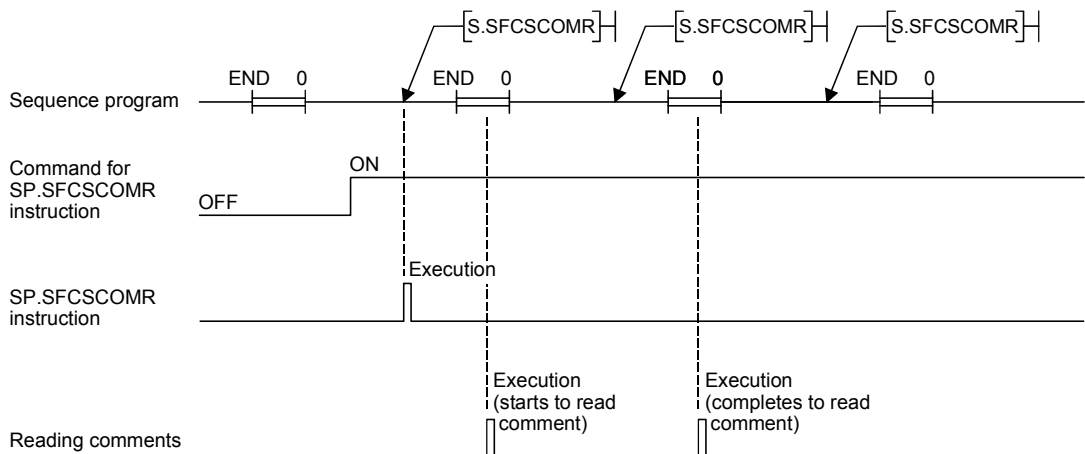 S.SFCSCOMR S.SFCSCOMR S.SFCSCOMR
END 0 END 0 END 0 END 0
Sequence program
Command for
SP.SFCSCOMR
instruction
ON
OFF
Execution
SP.SFCSCOMR
instruction
Execution
(starts to read
comment)
Execution
(completes to read
comment)
Reading comments